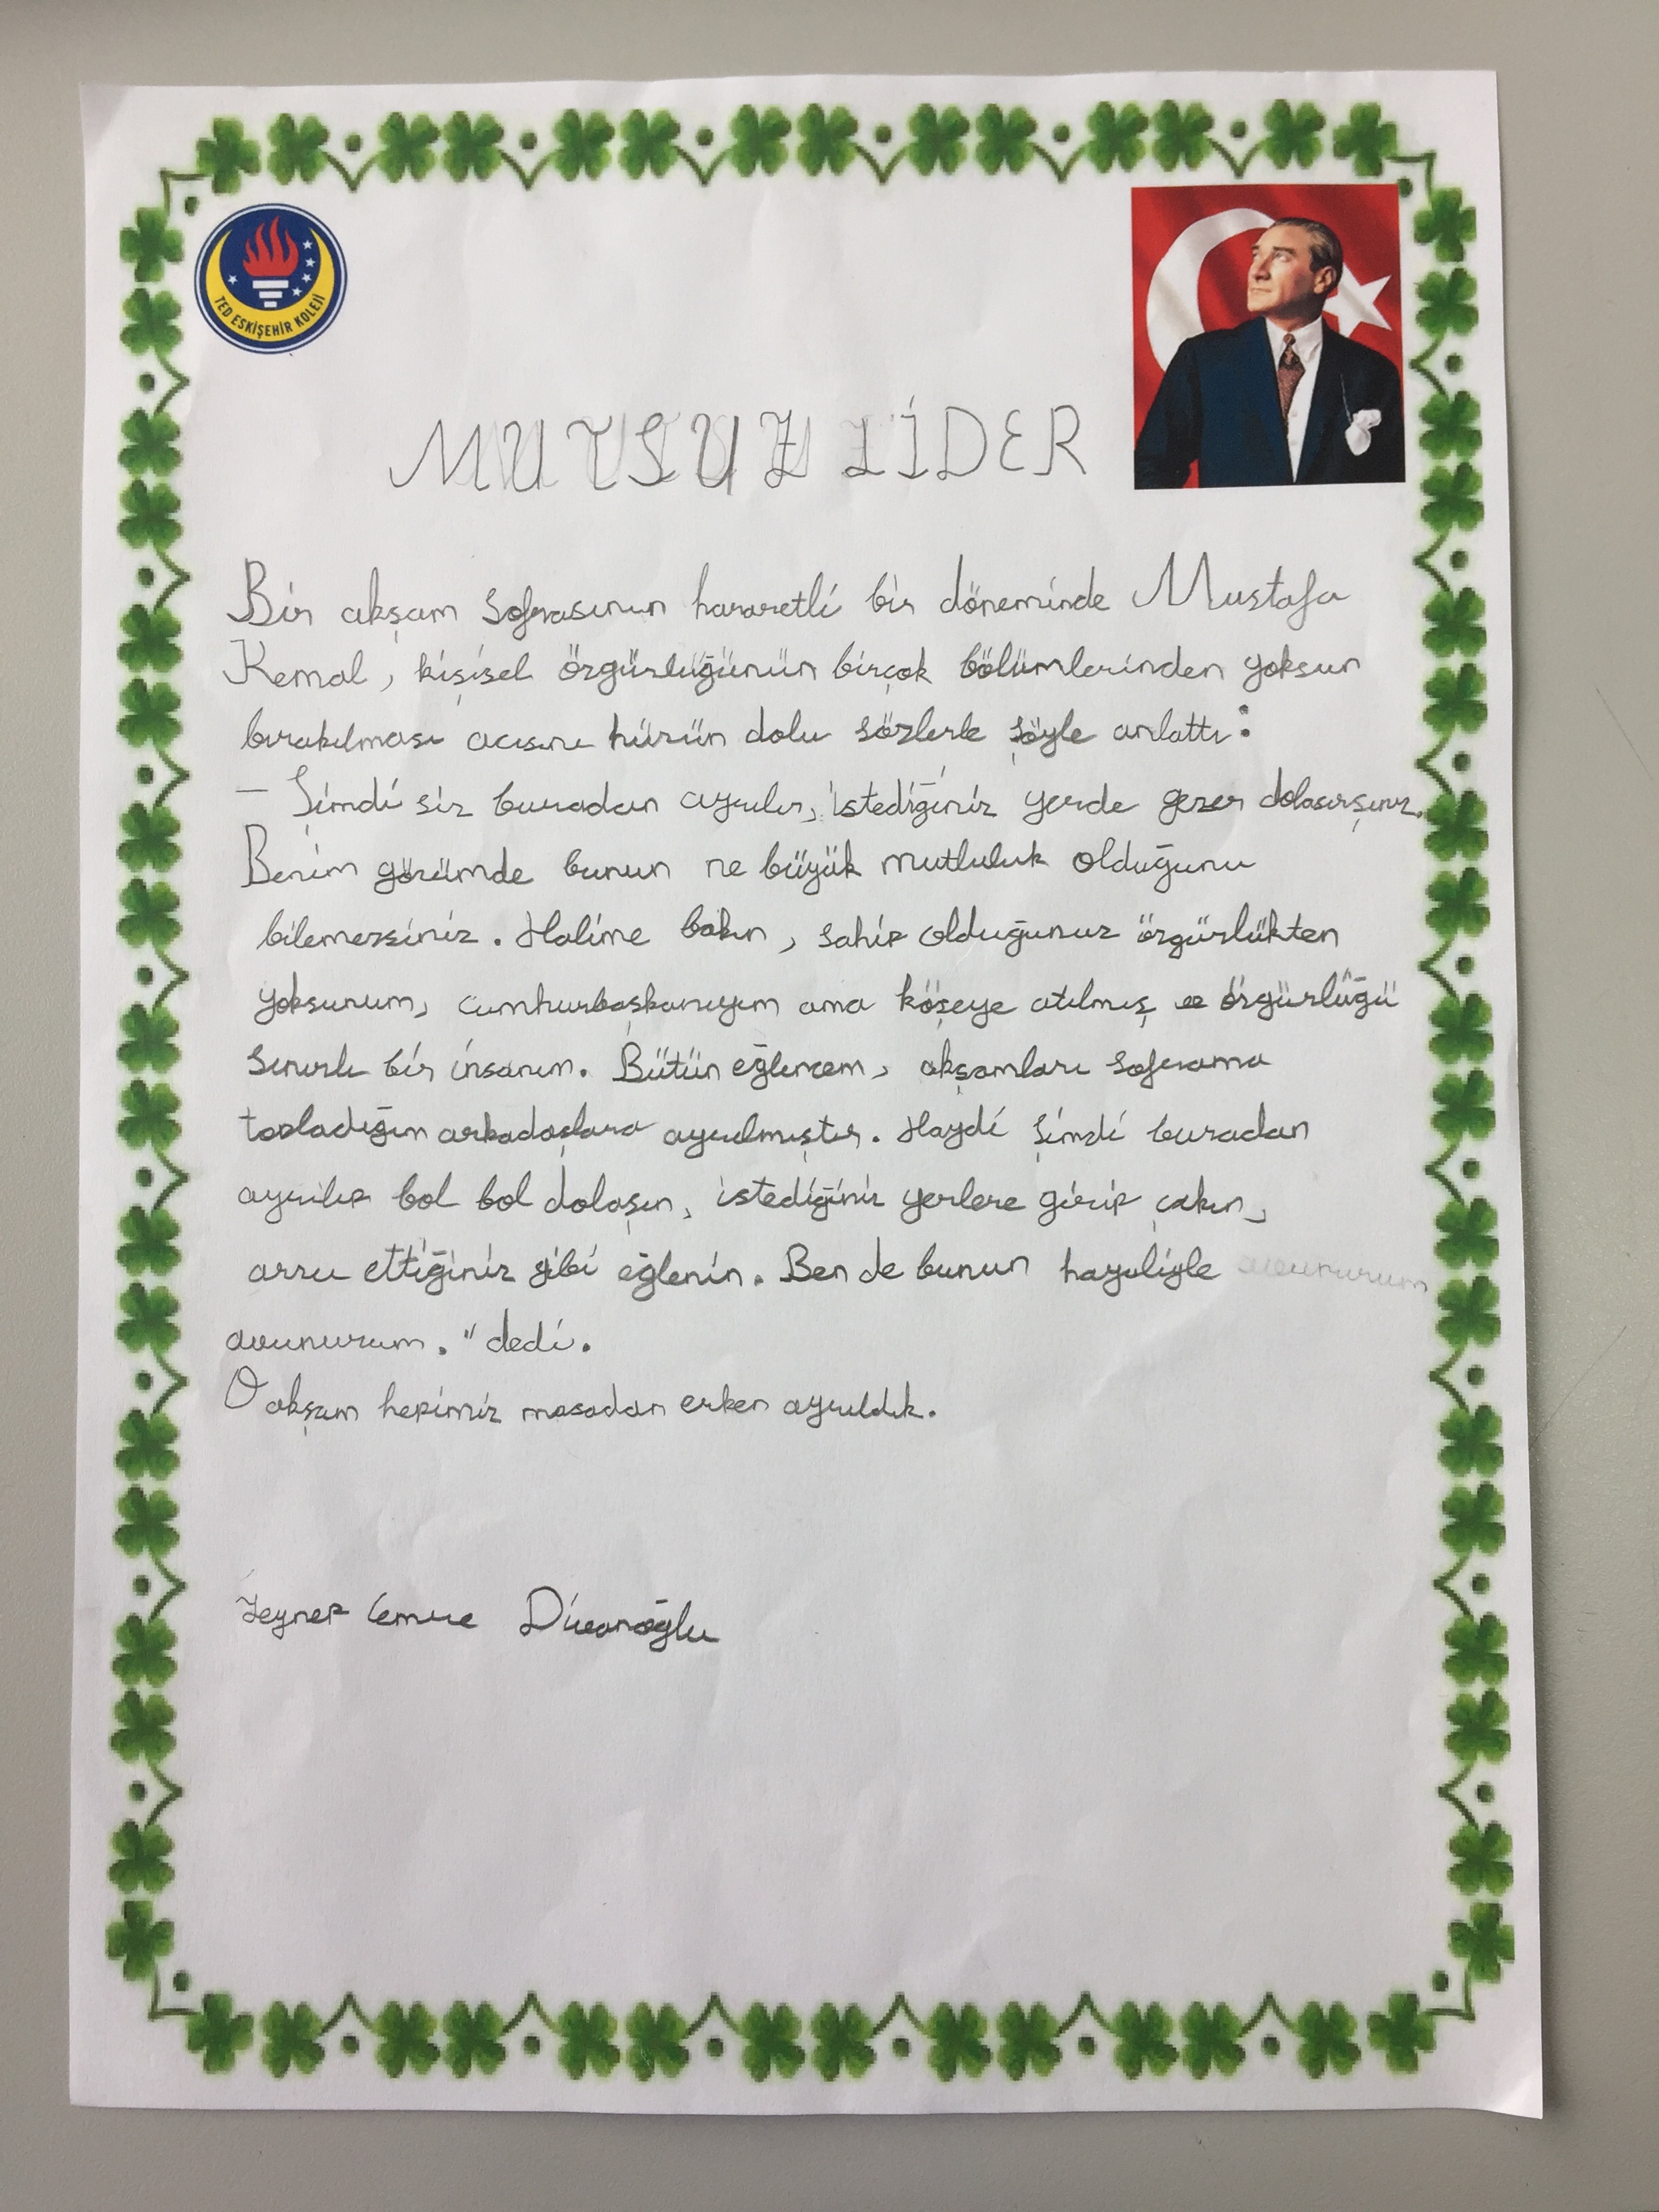 TED ESKİŞEHİR KOLEJİ
MUTSUZ LİDER
Bir akşam sofrasının hararetli bir döneminde Mustafa
Kemal, kişisel özgürlüğünün birçok bölümlerinden yoksun
bırakılması acısını hüzün dolu sözlerle şöyle anlattı:
- Şimdi siz buradan ayrılır, istediğiniz yerde gezer dolaşırsınız.
Benim gözümde bunun ne büyük mutluluk olduğunu
bilemezsiniz. Halime bakın, sahip olduğunuz özgürlükten
yoksunum, cumhurbaşkanıyım ama köşeye atılmış ve özgürlüğü
sınırlı bir insanım. Bütün eğlencem, akşamları soframa
topladığım arkadaşlara ayrılmıştır. Haydi şimdi buradan
ayrılıp bol bol dolaşın, istediğiniz yerlere girip çıkın,
arzu ettiğiniz gibi eğlenin. Ben de bunun hayaliyle avunurum
avunurum." dedi.
O akşam hepimiz masadan erken ayrıldık.
Zeynep Cemre Divanoğlu